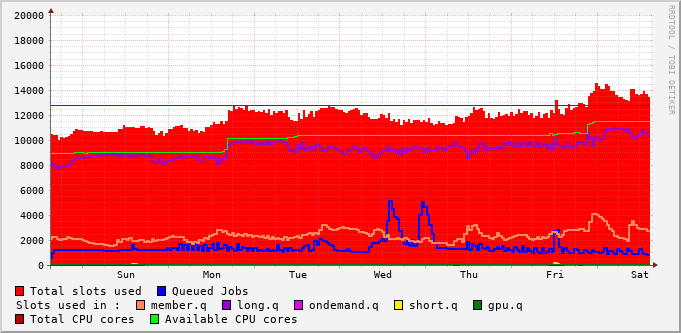 RRDTOOL / TOBI OETIKER
20000
18000
16000
14000
12000
10000
8000
6000
4000
2000
0
Sun Mon Tue Wed Thu Fri Sat
Total slots used Queued Jobs
Slots used in : member.q long.q ondemand.q short.q gpu.q
Total CPU cores Available CPU cores